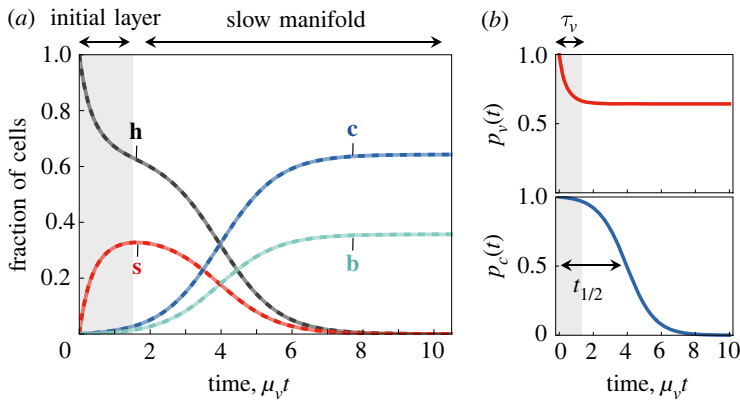 (a) initial layer slow manifold
1.0
0.8
0.6
0.4
0.2
fraction of cells
h
s
c
b
0 2 4 6 8 10
time, μᵥt
(b) τᵥ
1.0
0.5
pᵥ(t)
1.0
0.5
0
p_c(t)
t₁/₂
0 2 4 6 8 10
time, μᵥt